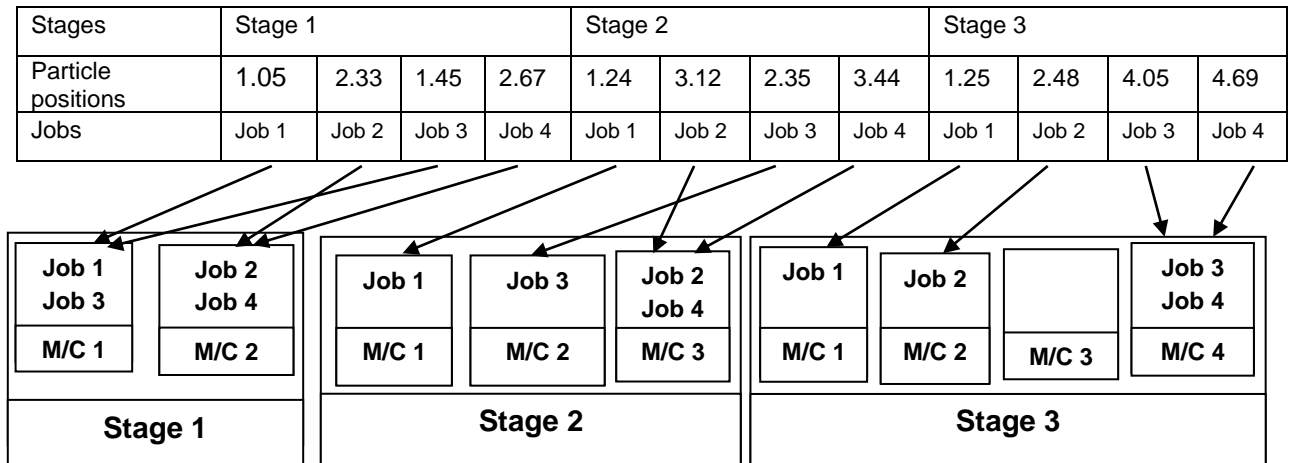 Stages Stage 1 Stage 2 Stage 3
Particle
positions 1.05 2.33 1.45 2.67 1.24 3.12 2.35 3.44 1.25 2.48 4.05 4.69
Jobs Job 1 Job 2 Job 3 Job 4 Job 1 Job 2 Job 3 Job 4 Job 1 Job 2 Job 3 Job 4
Job 1
Job 3
M/C 1
Job 2
Job 4
M/C 2
Stage 1
Job 1
M/C 1
Job 3
M/C 2
Job 2
Job 4
M/C 3
Stage 2
Job 1
M/C 1
Job 2
M/C 2
M/C 3
Job 3
Job 4
M/C 4
Stage 3